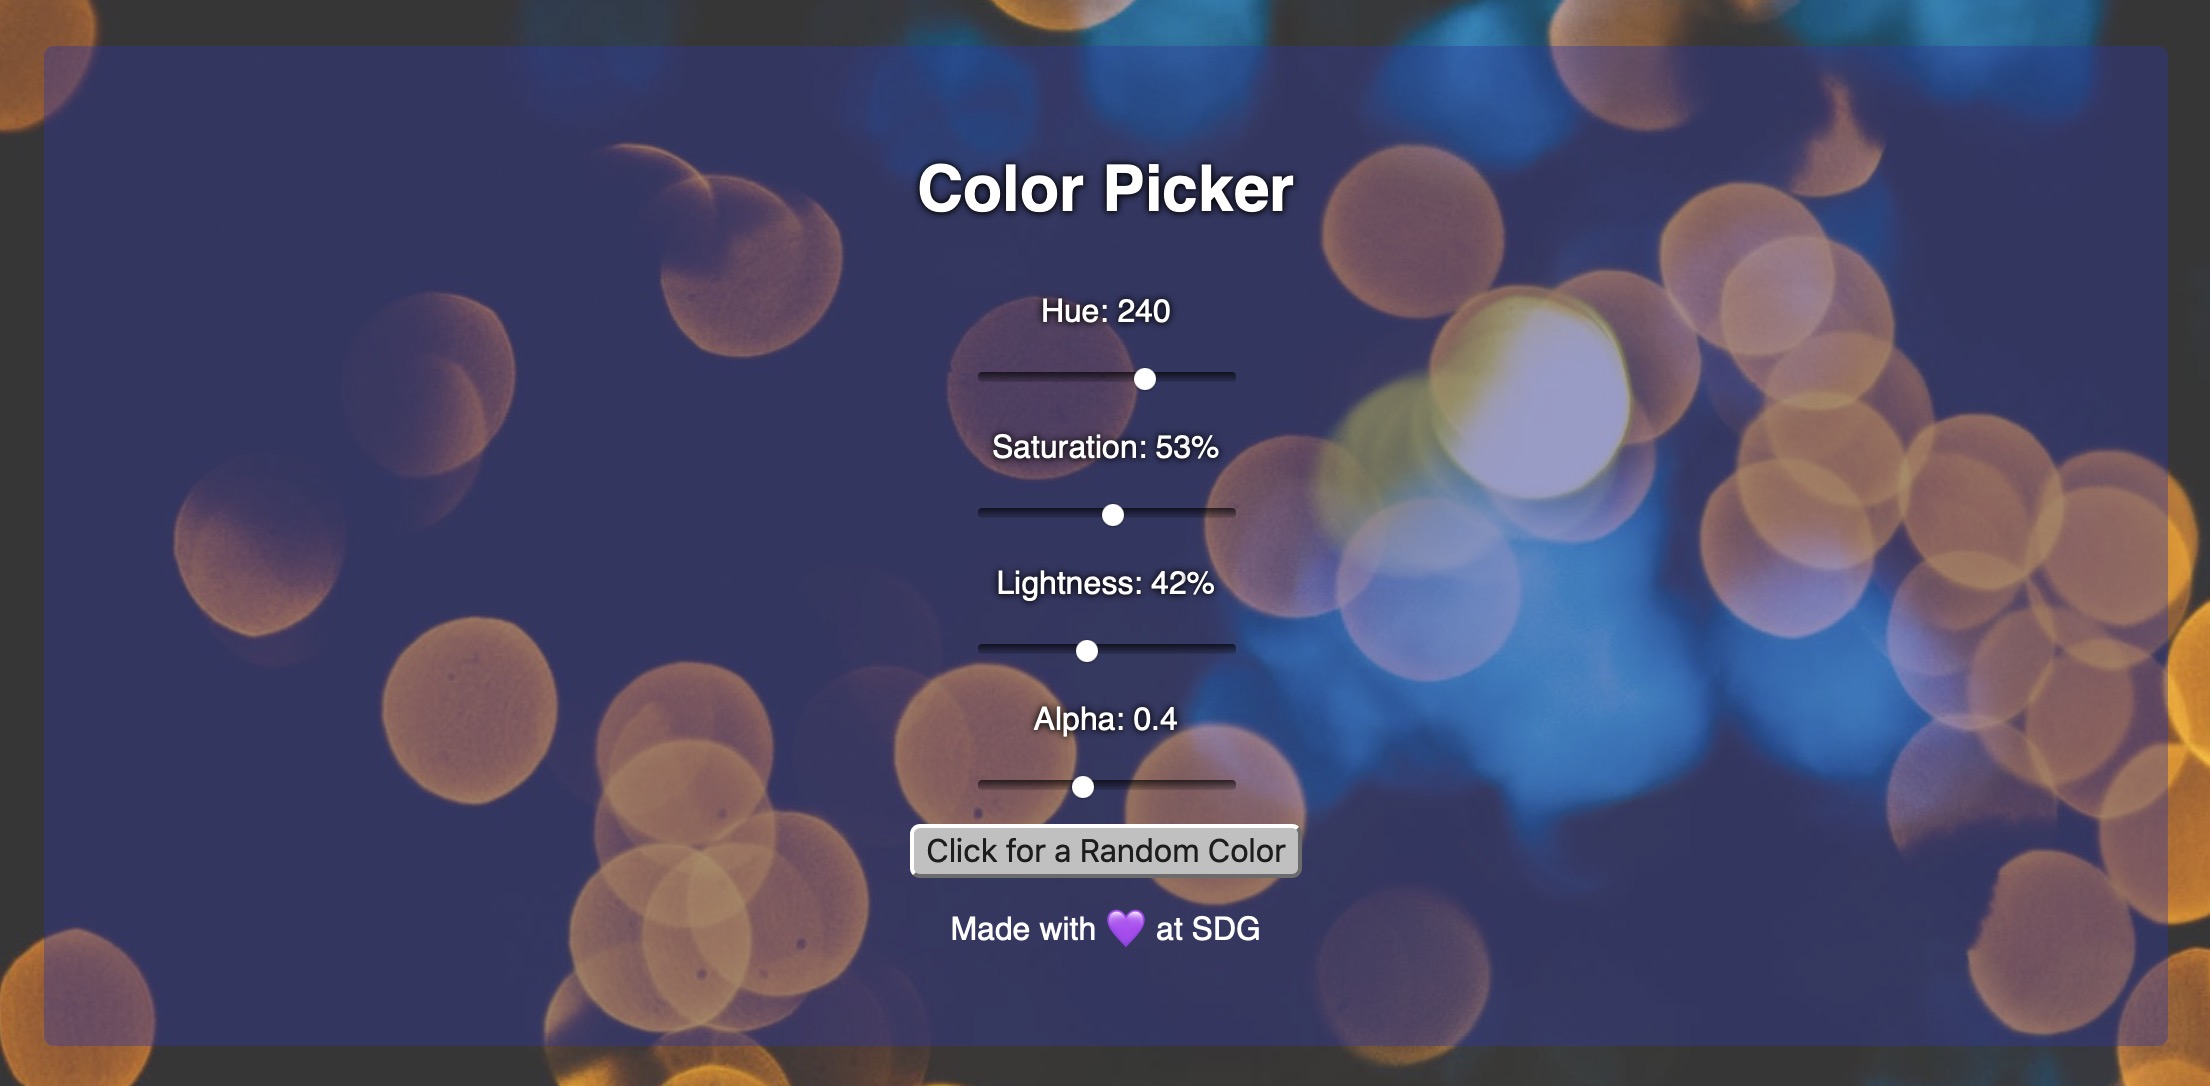 Color Picker
Hue: 240
Saturation: 53%
Lightness: 42%
Alpha: 0.4
Click for a Random Color
Made with 💜 at SDG